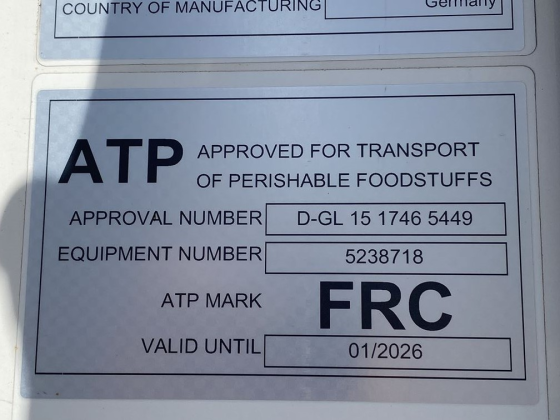 COUNTRY OF MANUFACTURING Germany
ATP APPROVED FOR TRANSPORT
OF PERISHABLE FOODSTUFFS
APPROVAL NUMBER D-GL 15 1746 5449
EQUIPMENT NUMBER 5238718
ATP MARK FRC
VALID UNTIL 01/2026